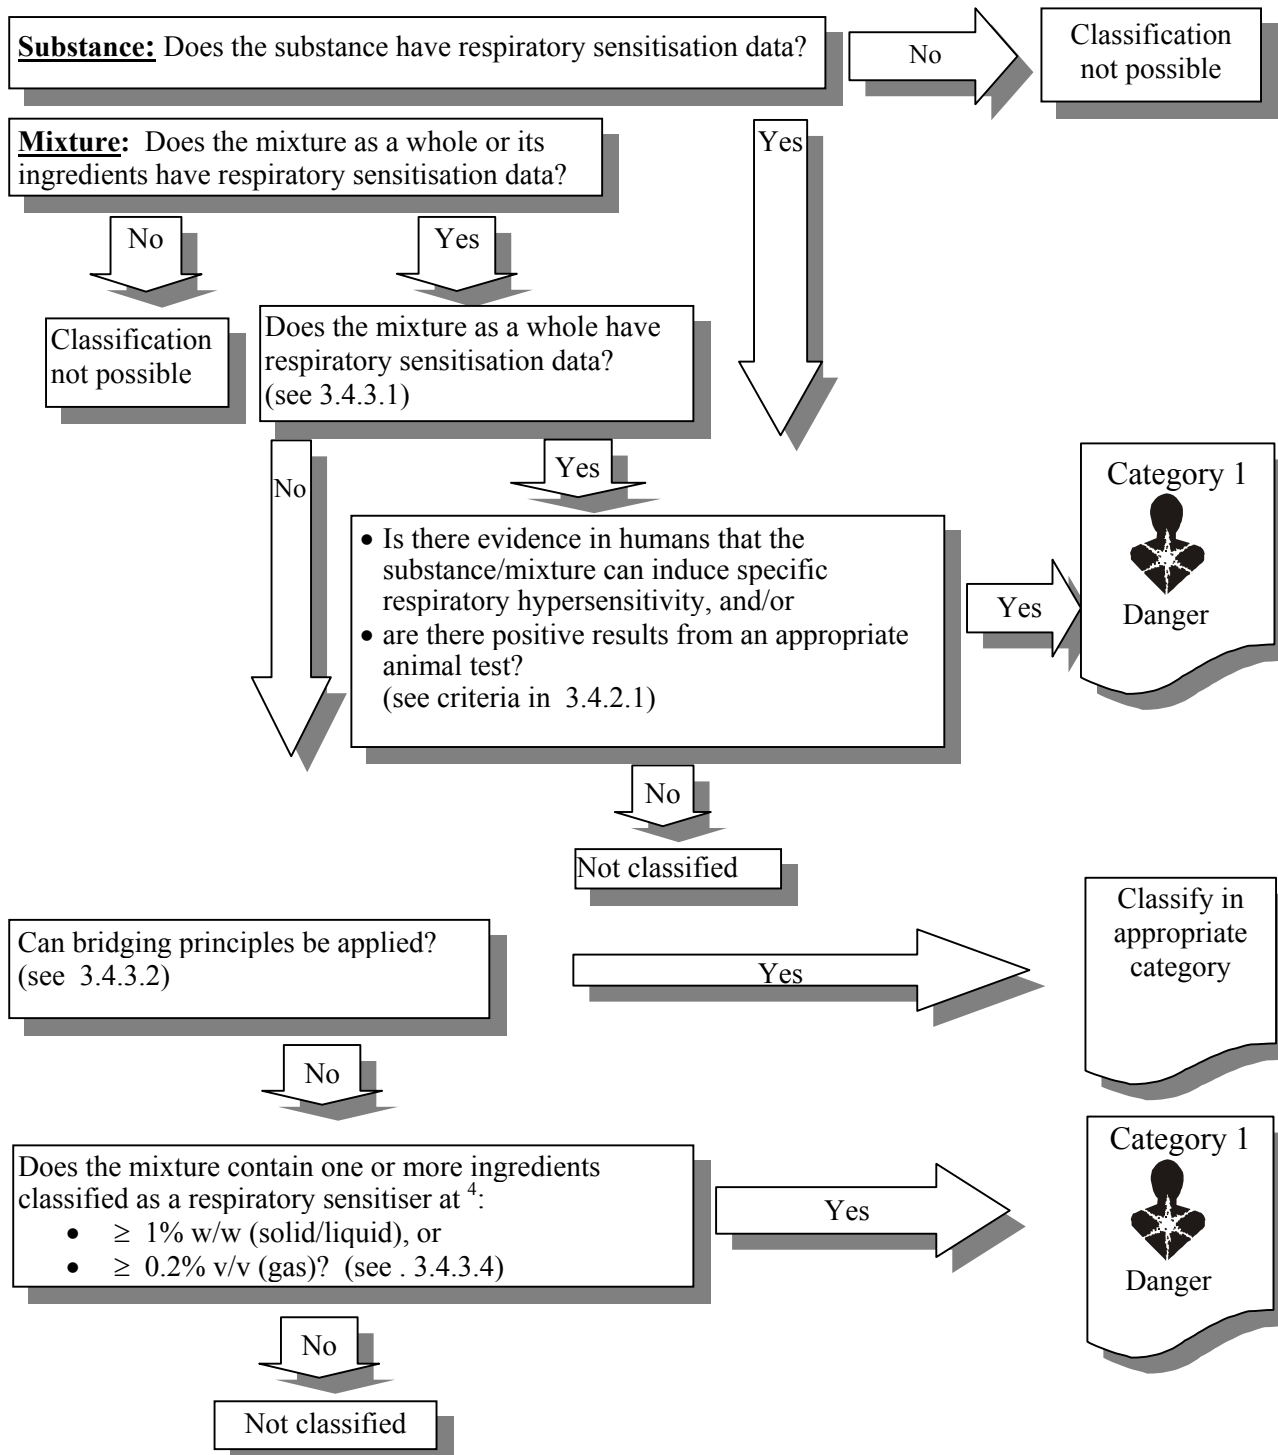 Substance: Does the substance have respiratory sensitisation data?
No
Classification
not possible
Mixture: Does the mixture as a whole or its
ingredients have respiratory sensitisation data?
Yes
No
Yes
Classification
not possible
Does the mixture as a whole have
respiratory sensitisation data?
(see 3.4.3.1)
No
Yes
• Is there evidence in humans that the
substance/mixture can induce specific
respiratory hypersensitivity, and/or
• are there positive results from an appropriate
animal test?
(see criteria in 3.4.2.1)
Yes
Category 1
Danger
No
Not classified
Can bridging principles be applied?
(see 3.4.3.2)
Yes
Classify in
appropriate
category
No
Does the mixture contain one or more ingredients
classified as a respiratory sensitiser at 4:
• ≥ 1% w/w (solid/liquid), or
• ≥ 0.2% v/v (gas)? (see . 3.4.3.4)
Yes
Category 1
Danger
No
Not classified